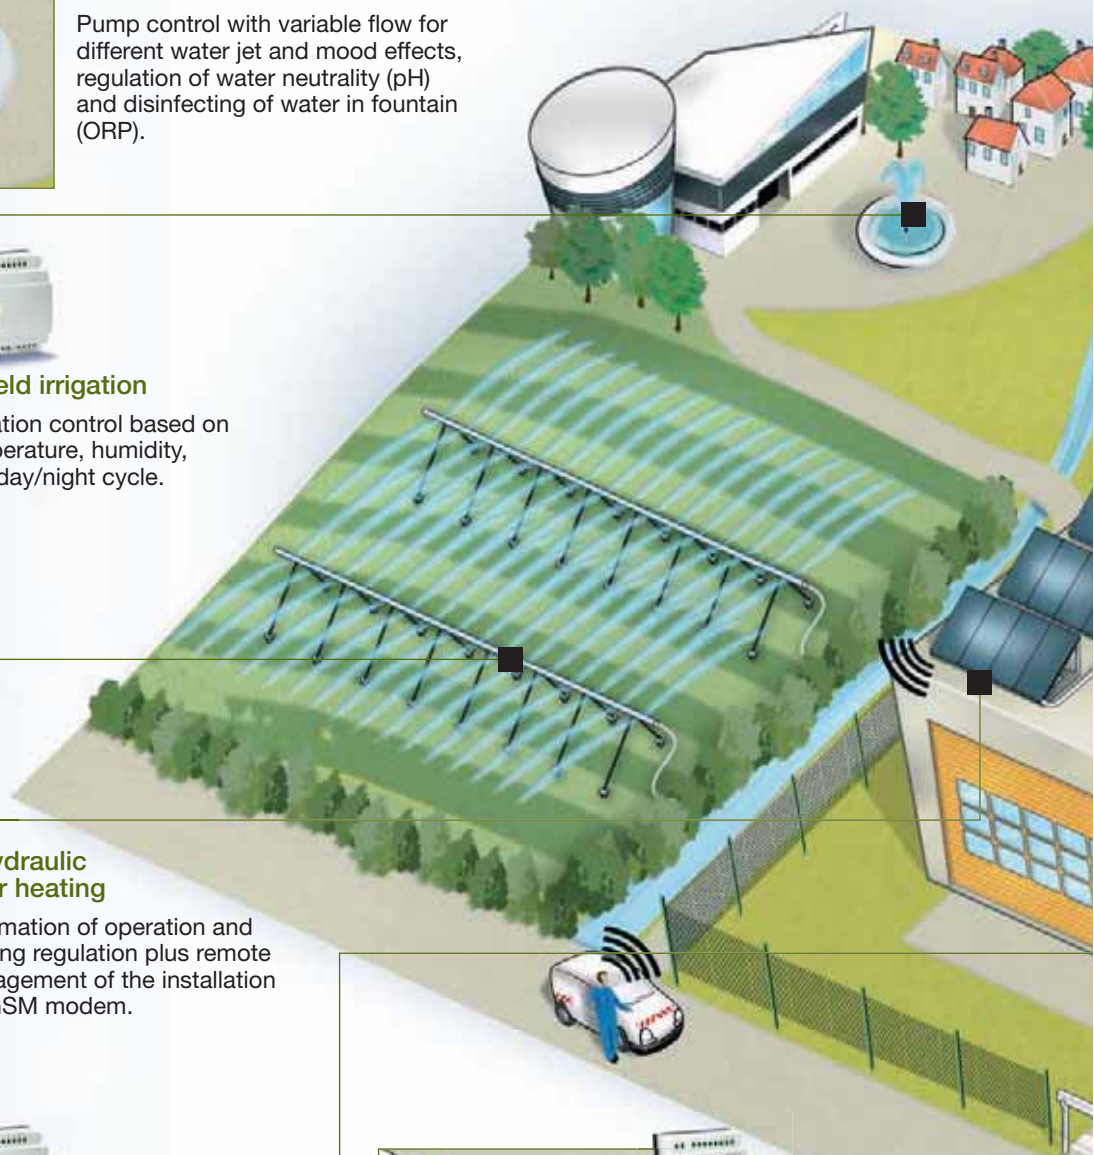 Pump control with variable flow for
different water jet and mood effects,
regulation of water neutrality (pH)
and disinfecting of water in fountain
(ORP).
eld irrigation
ation control based on
perature, humidity,
day/night cycle.
ydraulic
r heating
mation of operation and
ng regulation plus remote
agement of the installation
GSM modem.